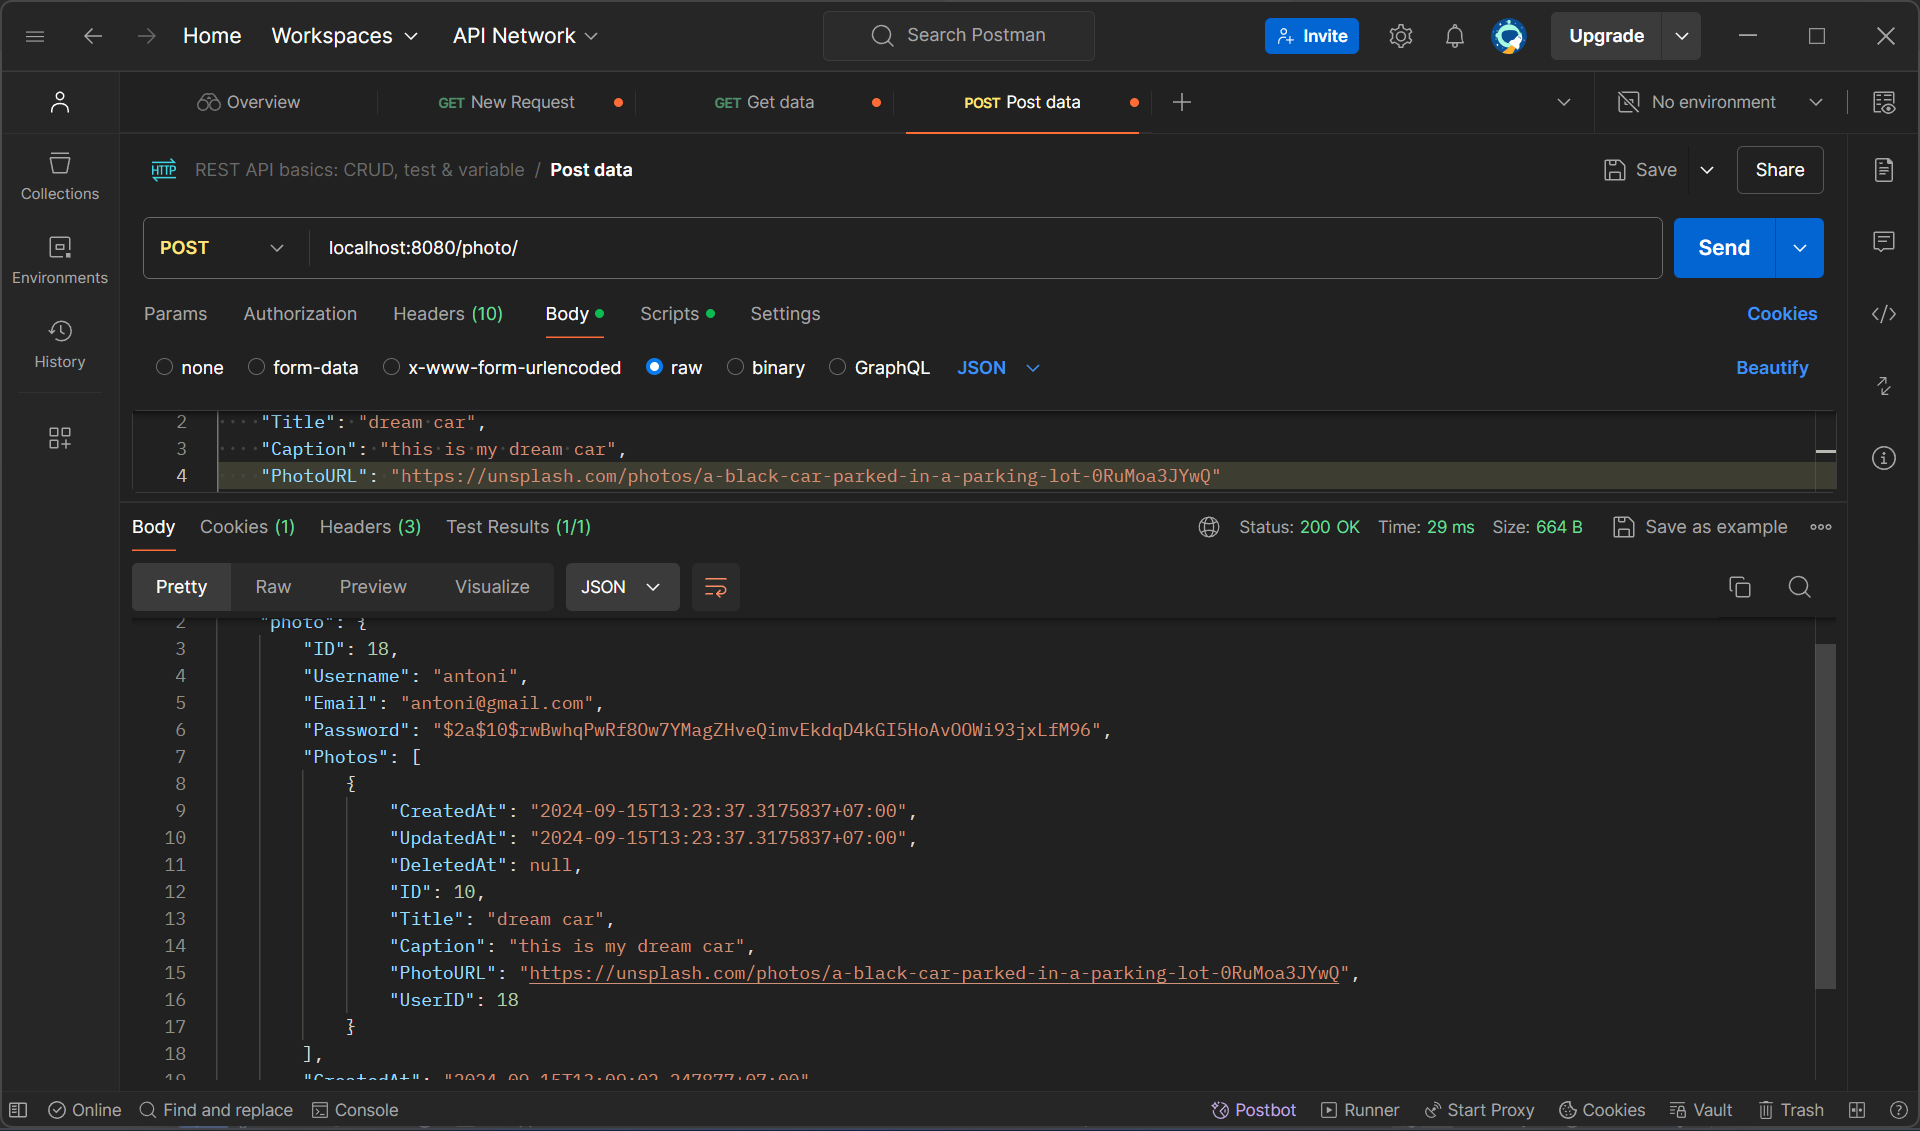 Home Workspaces API Network Search Postman Invite Upgrade
Overview GET New Request GET Get data POST Post data No environment
HTTP REST API basics: CRUD, test & variable / Post data Save Share
Collections
Environments
History
POST localhost:8080/photo/ Send
Params Authorization Headers (10) Body Scripts Settings Cookies
none form-data x-www-form-urlencoded raw binary GraphQL JSON Beautify
2 "Title": "dream car",
3 "Caption": "this is my dream car",
4 "PhotoURL": "https://unsplash.com/photos/a-black-car-parked-in-a-parking-lot-0RuMoa3JYwQ"
Body Cookies (1) Headers (3) Test Results (1/1) Status: 200 OK Time: 29 ms Size: 664 B Save as example
Pretty Raw Preview Visualize JSON
2 "photo": {
3 "ID": 18,
4 "Username": "antoni",
5 "Email": "antoni@gmail.com",
6 "Password": "$2a$10$rwBwhqPwRf8Ow7YMagZHveQimvEkdqD4kGI5HoAvOOWi93jxLfM96",
7 "Photos": [
8 {
9 "CreatedAt": "2024-09-15T13:23:37.3175837+07:00",
10 "UpdatedAt": "2024-09-15T13:23:37.3175837+07:00",
11 "DeletedAt": null,
12 "ID": 10,
13 "Title": "dream car",
14 "Caption": "this is my dream car",
15 "PhotoURL": "https://unsplash.com/photos/a-black-car-parked-in-a-parking-lot-0RuMoa3JYwQ",
16 "UserID": 18
17 }
18 ],
19 "CreatedAt": "2024-09-15T13:09:02.247877+07:00"
Online Find and replace Console Postbot Runner Start Proxy Cookies Vault Trash